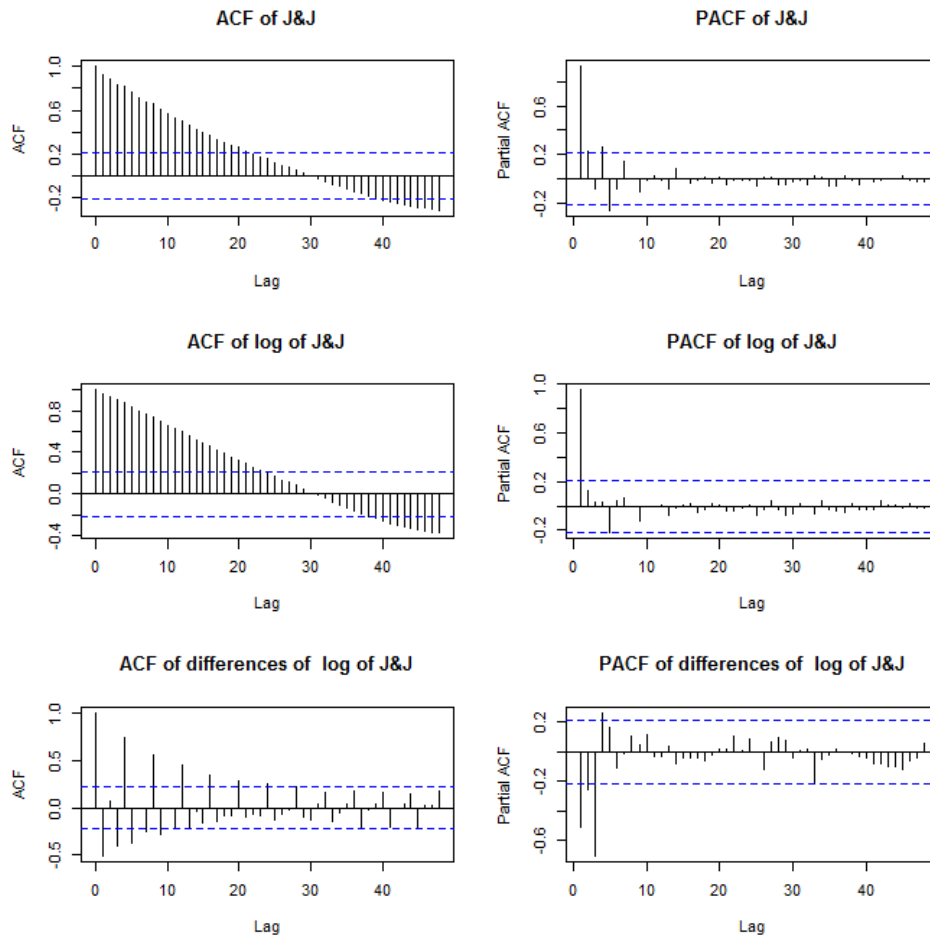 ACF of J&J
ACF
1.0
0.6
0.2
-0.2
0 10 20 30 40
Lag
PACF of J&J
Partial ACF
0.6
0.2
-0.2
0 10 20 30 40
Lag
ACF of log of J&J
ACF
0.8
0.4
0.0
-0.4
0 10 20 30 40
Lag
PACF of log of J&J
Partial ACF
1.0
0.6
0.2
-0.2
0 10 20 30 40
Lag
ACF of differences of log of J&J
ACF
1.0
0.5
0.0
-0.5
0 10 20 30 40
Lag
PACF of differences of log of J&J
Partial ACF
0.2
-0.2
-0.6
0 10 20 30 40
Lag